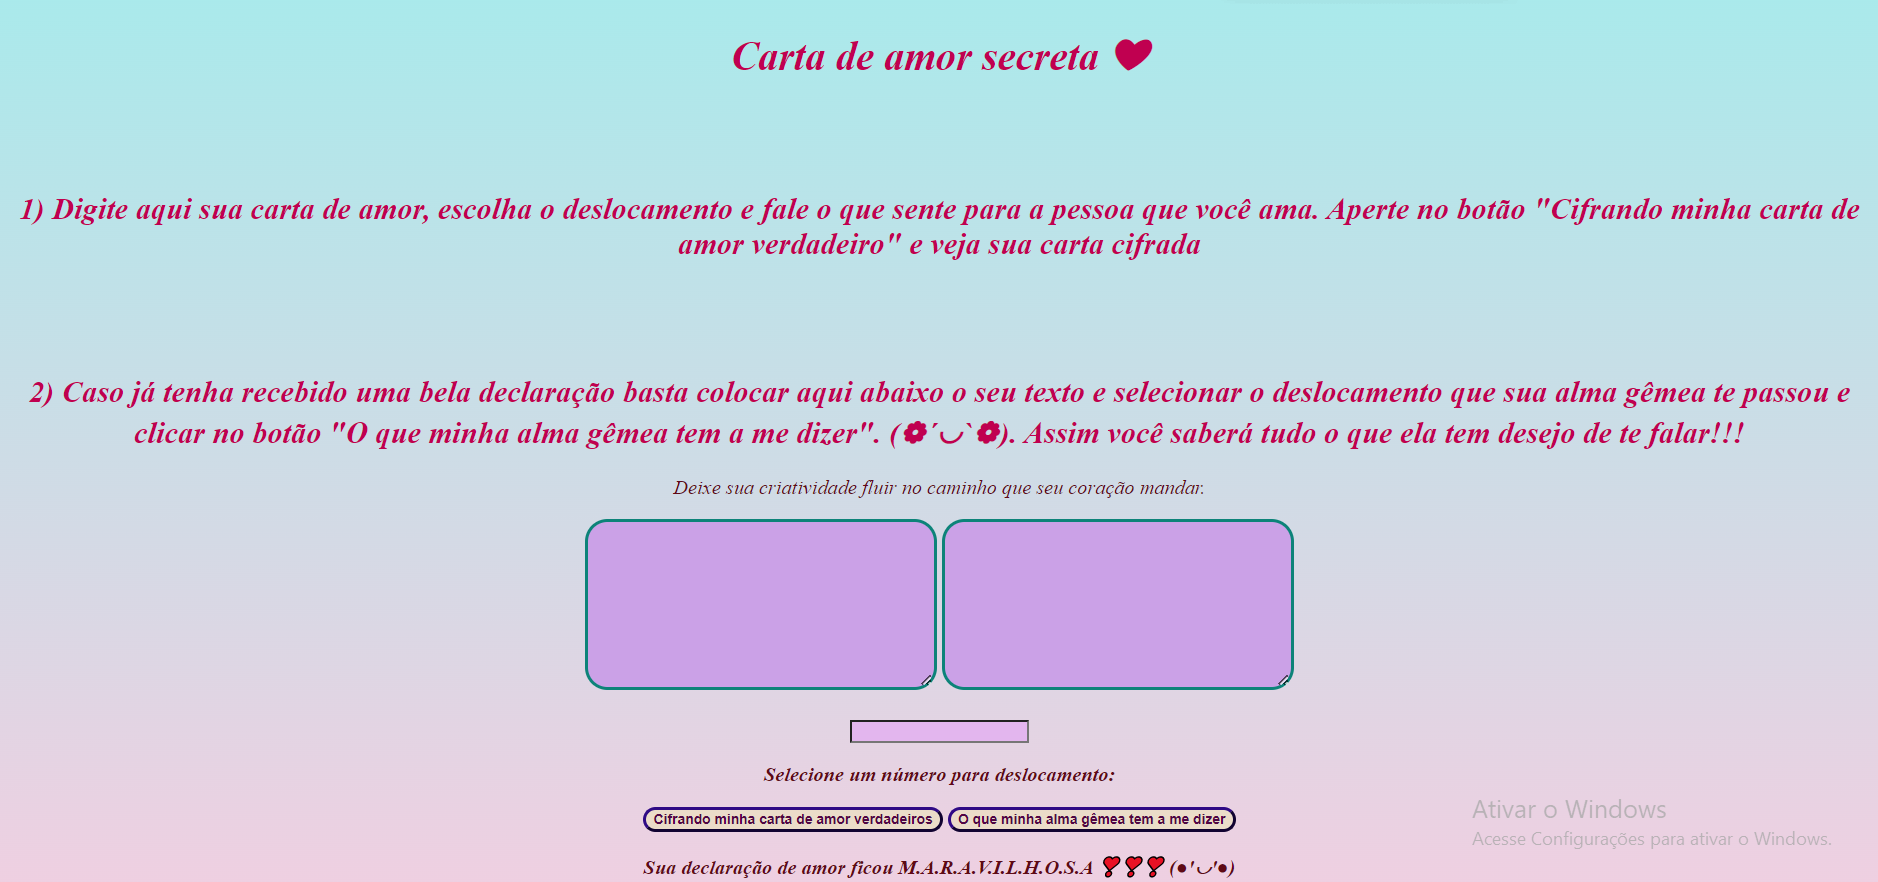 Carta de amor secreta ❤
1) Digite aqui sua carta de amor, escolha o deslocamento e fale o que sente para a pessoa que você ama. Aperte no botão "Cifrando minha carta de
amor verdadeiro" e veja sua carta cifrada
2) Caso já tenha recebido uma bela declaração basta colocar aqui abaixo o seu texto e selecionar o deslocamento que sua alma gêmea te passou e
clicar no botão "O que minha alma gêmea tem a me dizer". (❁´◡`❁). Assim você saberá tudo o que ela tem desejo de te falar!!!
Deixe sua criatividade fluir no caminho que seu coração mandar.
Selecione um número para deslocamento:
Cifrando minha carta de amor verdadeiros O que minha alma gêmea tem a me dizer
Sua declaração de amor ficou M.A.R.A.V.I.L.H.O.S.A ❣❣❣ (●'◡'●)
Ativar o Windows
Acesse Configurações para ativar o Windows.